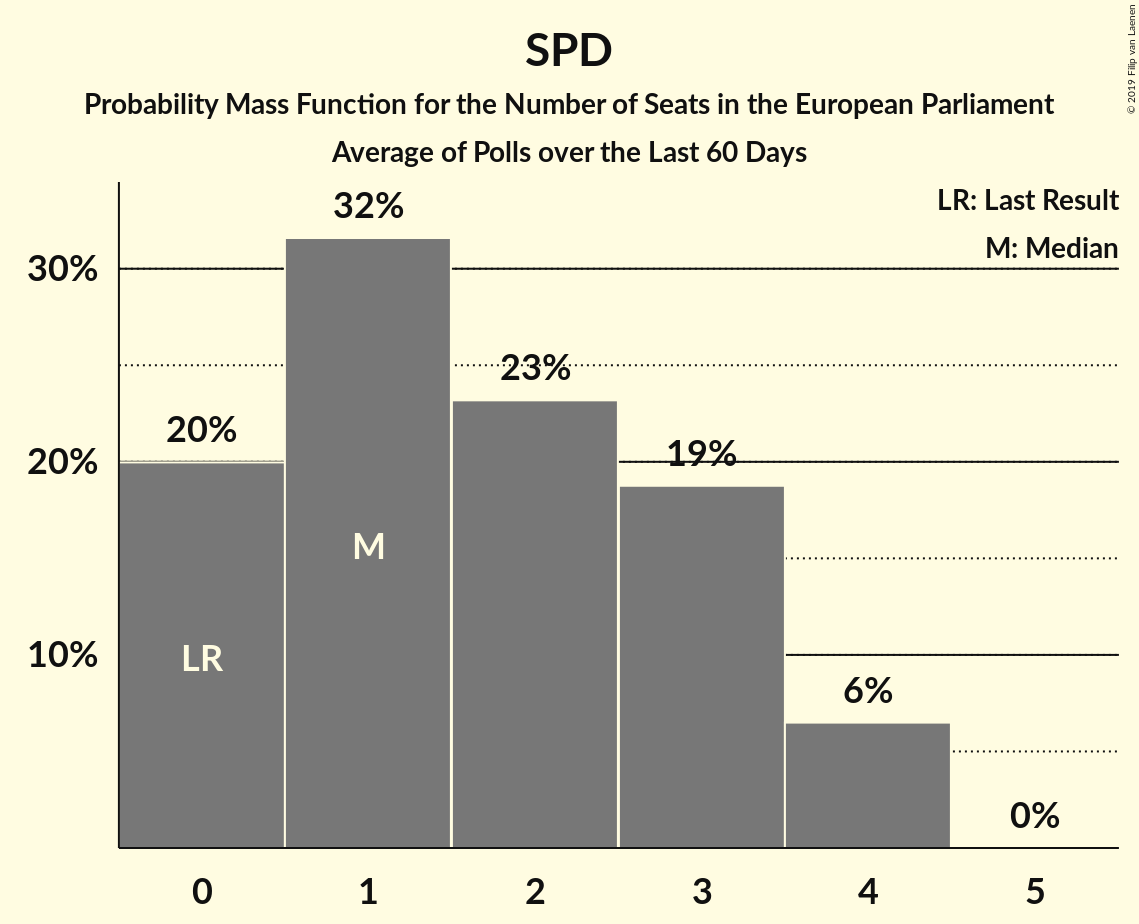 SPD
Probability Mass Function for the Number of Seats in the European Parliament
Average of Polls over the Last 60 Days
© 2019 Filip van Laenen
LR: Last Result
M: Median
32%
30%
23%
20%
20%
19%
M
LR
10%
6%
0%
0 1 2 3 4 5